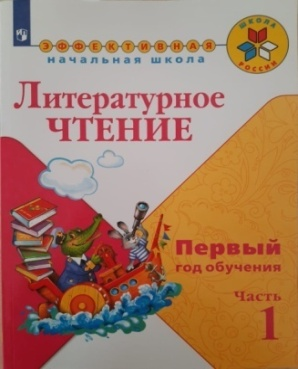 ЭФФЕКТИВНАЯ
начальная школа
ШКОЛА
РОССИИ
Литературное
ЧТЕНИЕ
Первый
год обучения
Часть
1